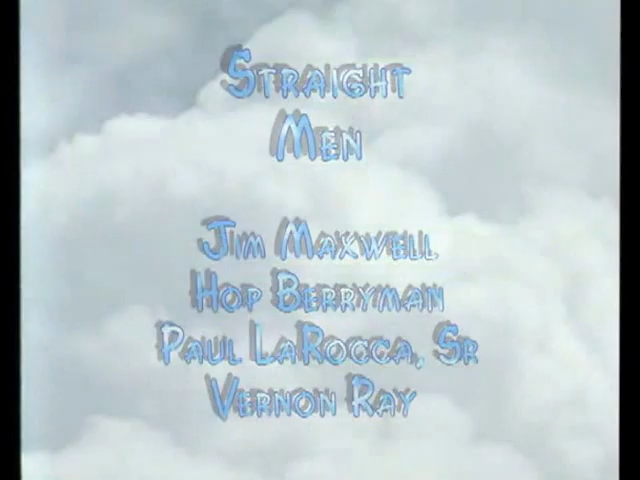 Straight
Men
Jim Maxwell
Hop Berryman
Paul LaRocca, Sr
Vernon Ray